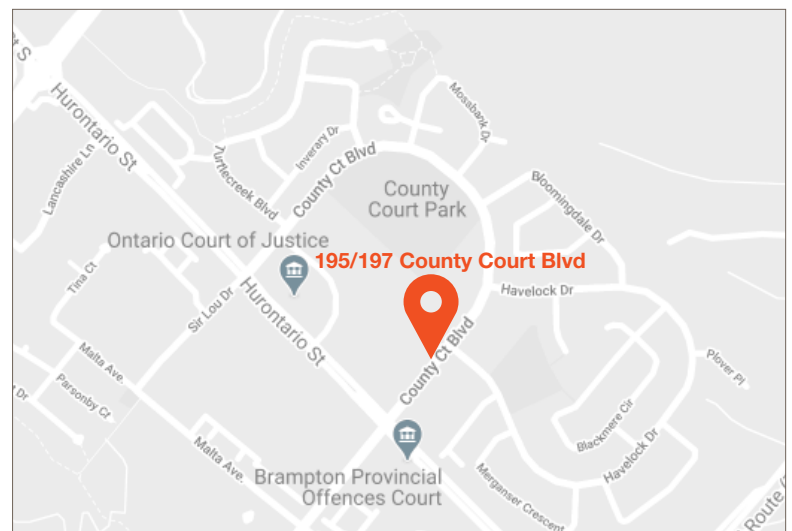 St S
Hurontario St
Lancashire Ln
Turtlecreek Blvd
Inverary Dr
County Ct Blvd
Mossbank Dr
County
Court Park
Bloomingdale Dr
Ontario Court of Justice
195/197 County Court Blvd
Tina Ct
Sir Lou Dr
Hurontario St
Havelock Dr
County Ct Blvd
Malta Ave.
Parsonby Cr
Dr
Plover Pl
Blackmere Cir
Havelock Dr
Malta Ave.
Brampton Provincial
Offences Court
Merganser Crescent
Route